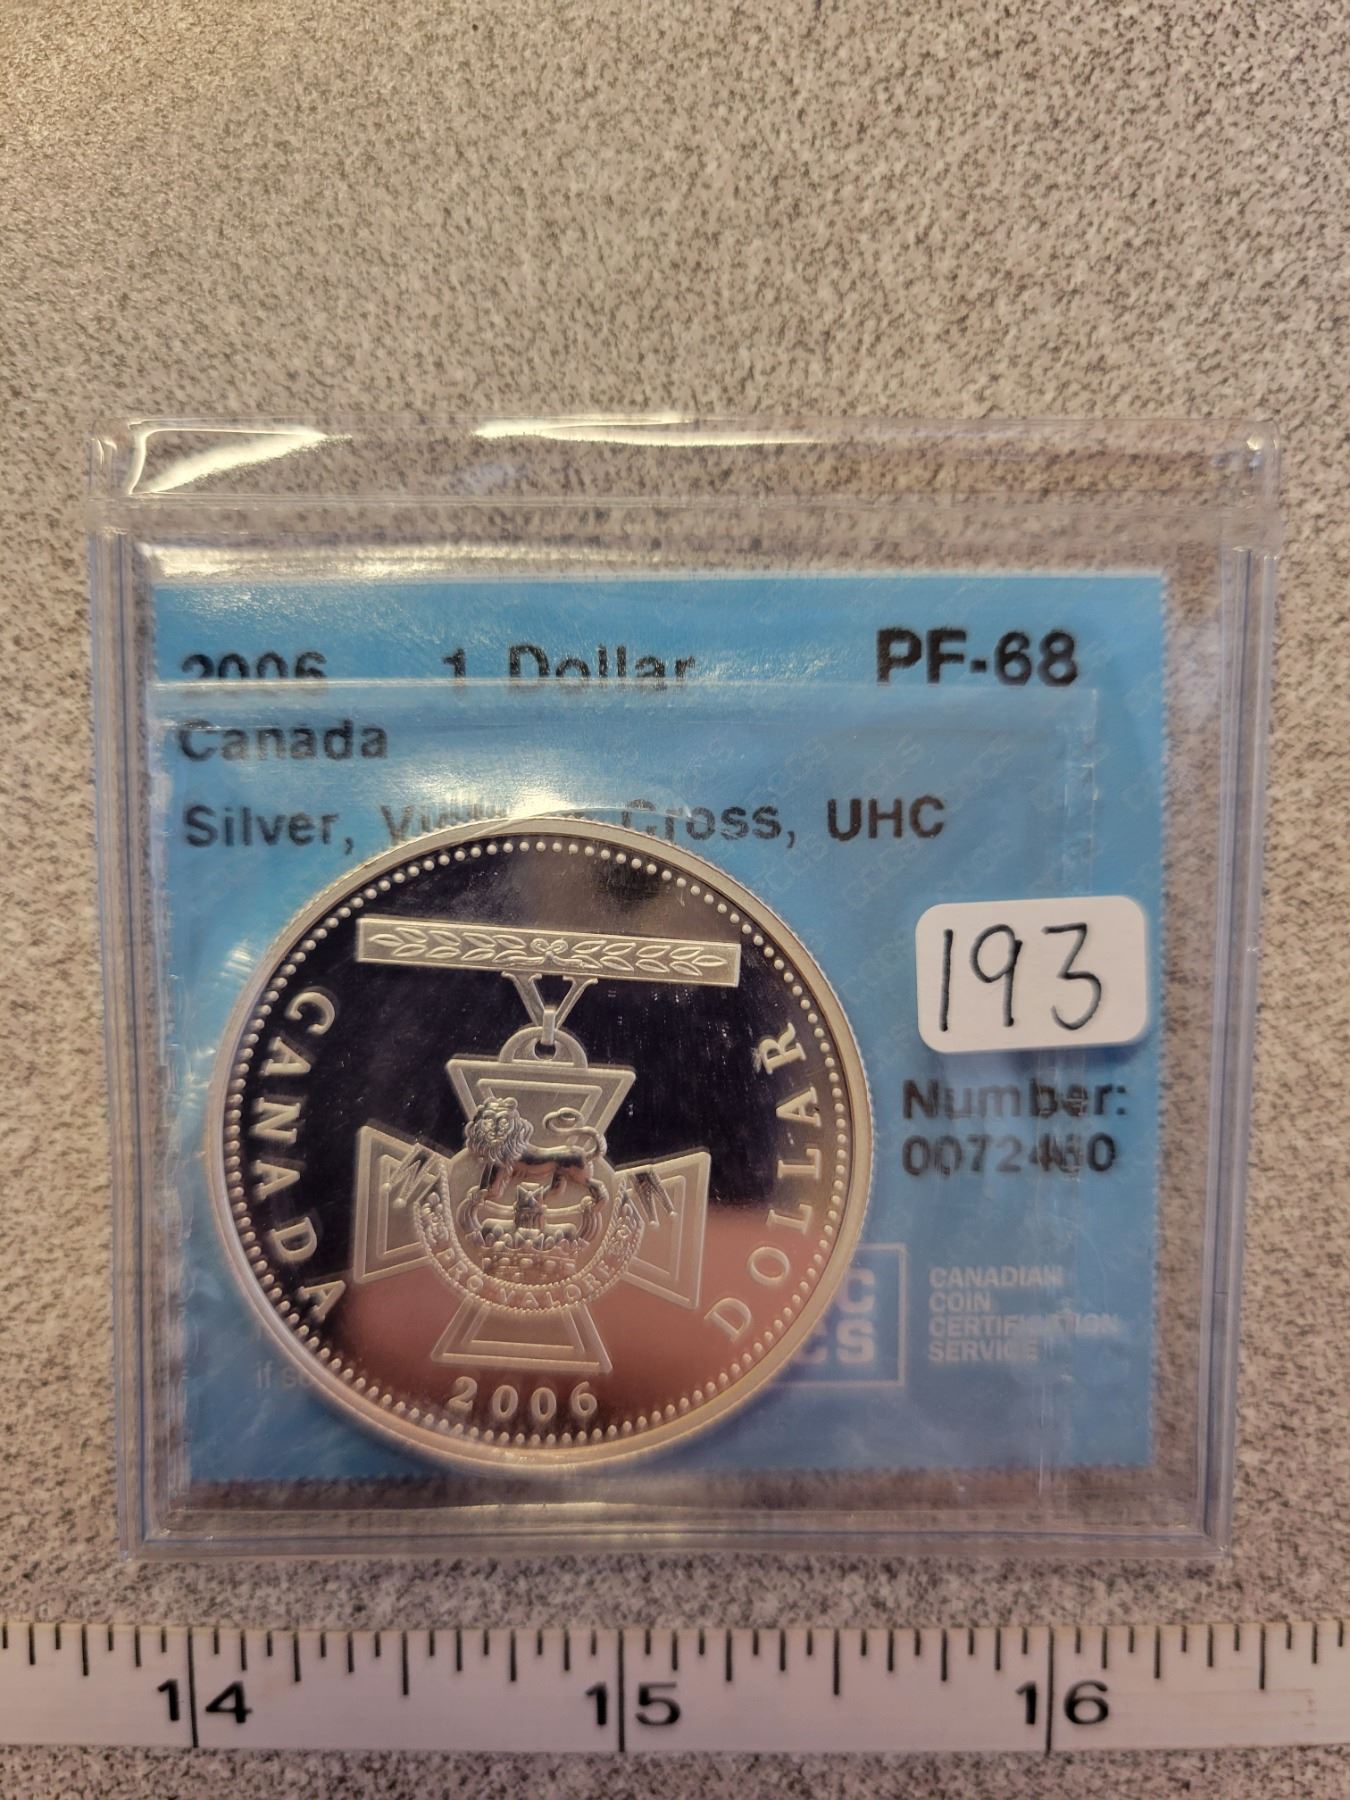 2006 1 Dollar PF-68
Canada
Silver, Cross, UHC
193
Number:
CANADA
DOLLAR
PRO VALORE
2006
CANADIAN
COIN
CERTIFICATION
SERVICE
14 15 16